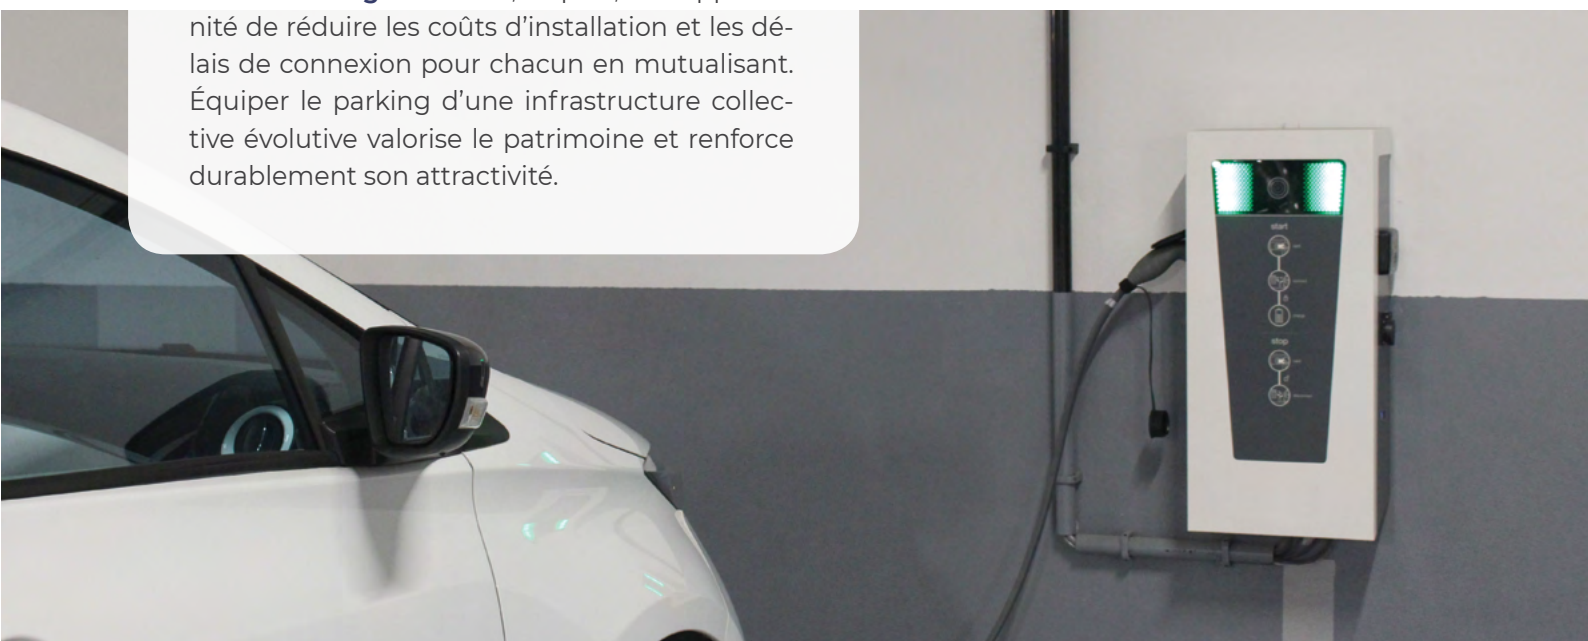 nité de réduire les coûts d’installation et les dé-
lais de connexion pour chacun en mutualisant.
Équiper le parking d’une infrastructure collec-
tive évolutive valorise le patrimoine et renforce
durablement son attractivité.
start
stop